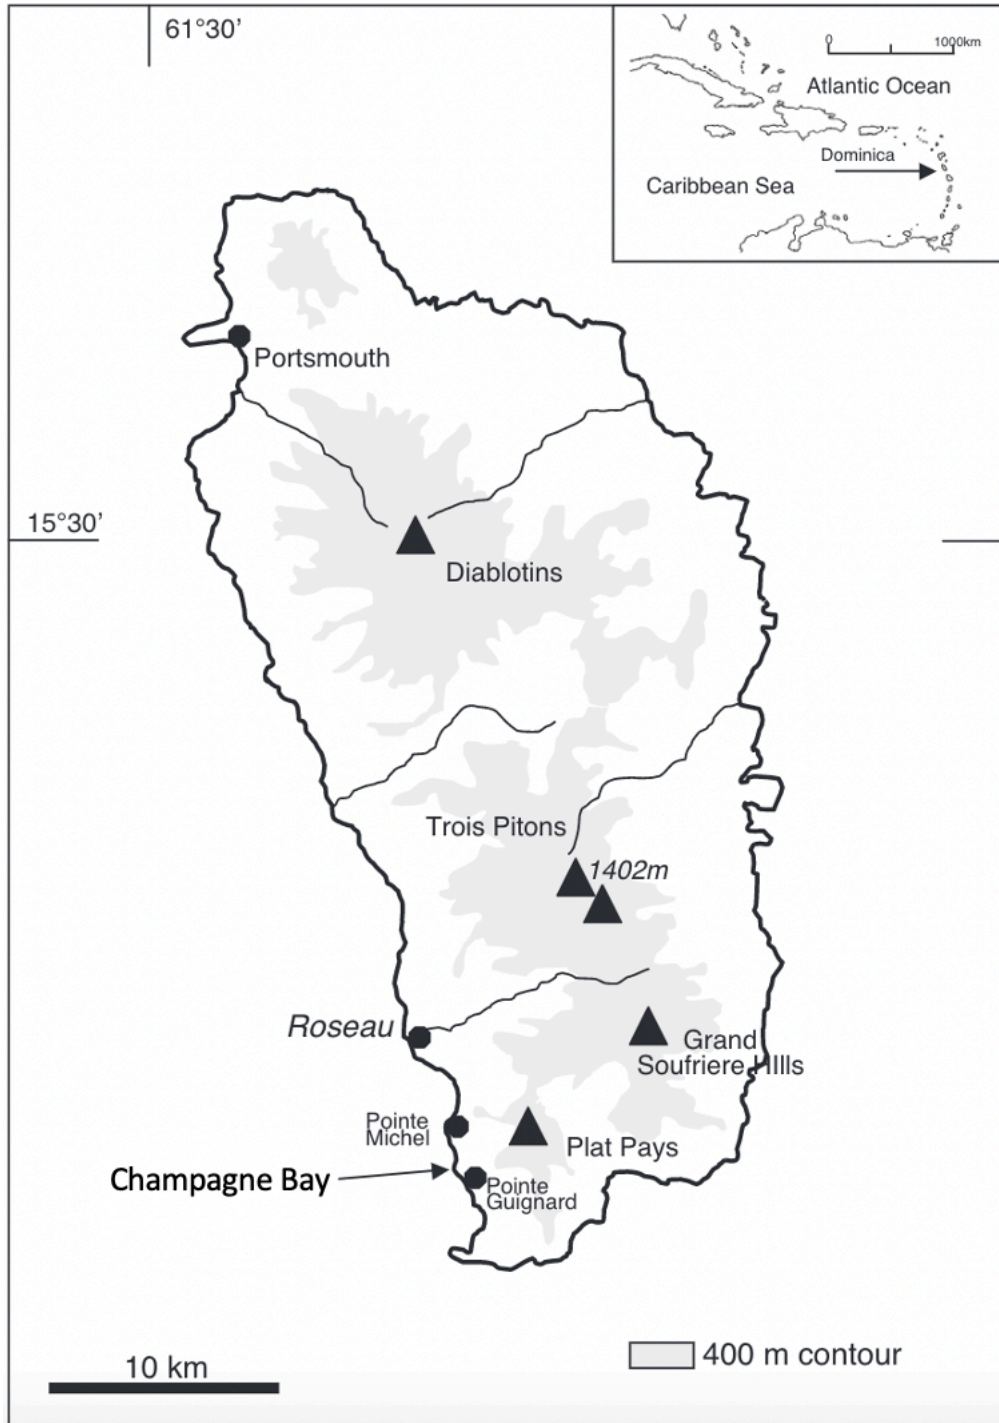 61°30’
0
1000km
Atlantic Ocean
Dominica
Caribbean Sea
Portsmouth
15°30’
Diablotins
Trois Pitons
1402m
Roseau
Grand
Soufriere HIlls
Pointe
Michel
Plat Pays
Champagne Bay
Pointe
Guignard
400 m contour
10 km